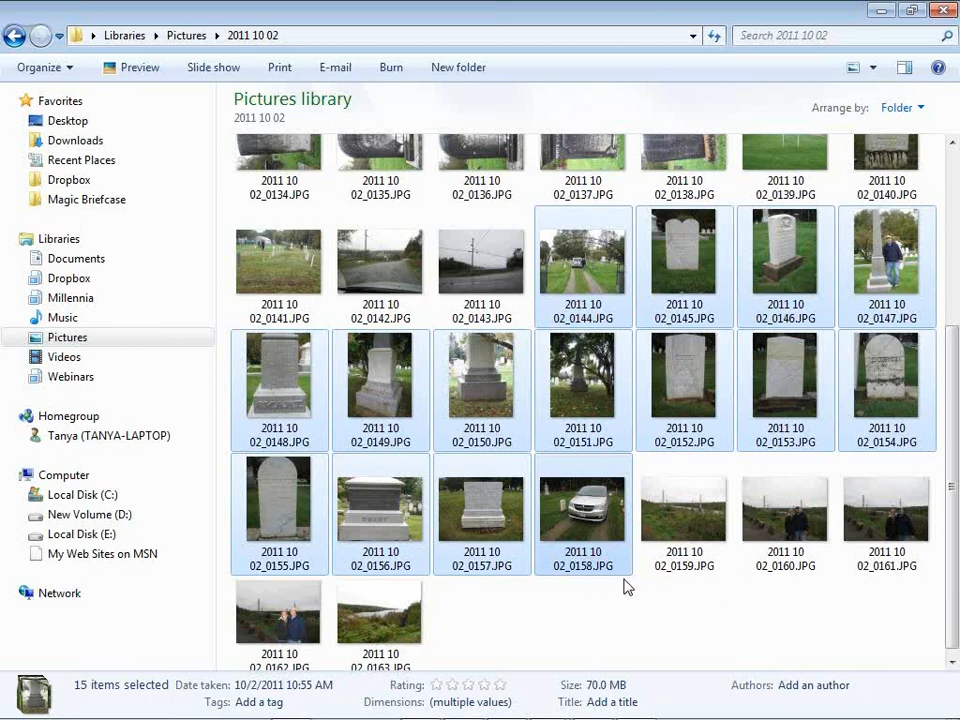 Libraries Pictures 2011 10 02 Search 2011 10 02
Organize Preview Slide show Print E-mail Burn New folder
Favorites
Desktop
Downloads
Recent Places
Dropbox
Magic Briefcase
Libraries
Documents
Dropbox
Millennia
Music
Pictures
Videos
Webinars
Homegroup
Tanya (TANYA-LAPTOP)
Computer
Local Disk (C:)
New Volume (D:)
Local Disk (E:)
My Web Sites on MSN
Network
Pictures library
2011 10 02
Arrange by: Folder
2011 10 2011 10 2011 10 2011 10 2011 10 2011 10 2011 10
02_0134.JPG 02_0135.JPG 02_0136.JPG 02_0137.JPG 02_0138.JPG 02_0139.JPG 02_0140.JPG
2011 10 2011 10 2011 10 2011 10 2011 10 2011 10 2011 10
02_0141.JPG 02_0142.JPG 02_0143.JPG 02_0144.JPG 02_0145.JPG 02_0146.JPG 02_0147.JPG
2011 10 2011 10 2011 10 2011 10 2011 10 2011 10 2011 10
02_0148.JPG 02_0149.JPG 02_0150.JPG 02_0151.JPG 02_0152.JPG 02_0153.JPG 02_0154.JPG
2011 10 2011 10 2011 10 2011 10 2011 10 2011 10 2011 10
02_0155.JPG 02_0156.JPG 02_0157.JPG 02_0158.JPG 02_0159.JPG 02_0160.JPG 02_0161.JPG
2011 10 2011 10
02_0162.JPG 02_0163.JPG
15 items selected Date taken: 10/2/2011 10:55 AM Rating: Size: 70.0 MB Authors: Add an author
Tags: Add a tag Dimensions: (multiple values) Title: Add a title